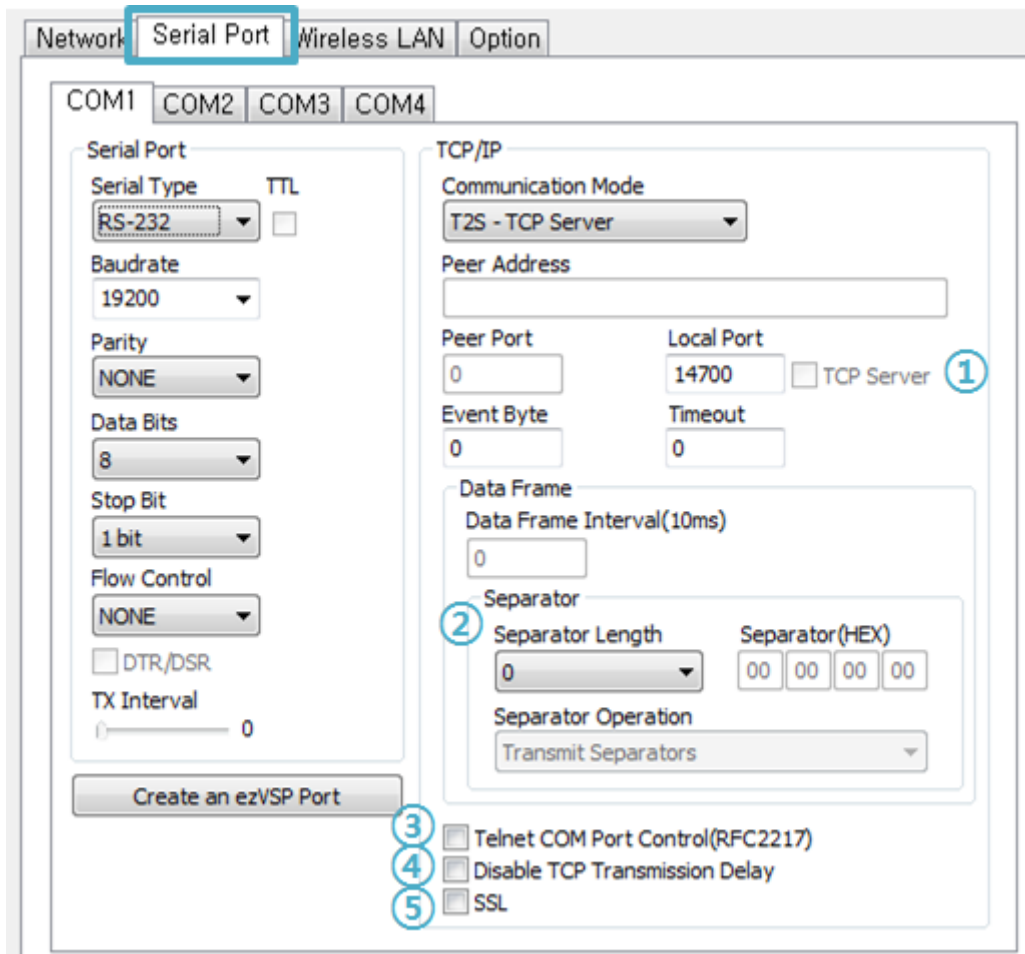 Network Serial Port Wireless LAN Option
COM1 COM2 COM3 COM4
Serial Port
Serial Type TTL
RS-232
Baudrate
19200
Parity
NONE
Data Bits
8
Stop Bit
1 bit
Flow Control
NONE
DTR/DSR
TX Interval
0
Create an ezVSP Port
TCP/IP
Communication Mode
T2S - TCP Server
Peer Address
Peer Port Local Port
0 14700 TCP Server ①
Event Byte Timeout
0 0
Data Frame
Data Frame Interval(10ms)
0
Separator
② Separator Length Separator(HEX)
0 00 00 00 00
Separator Operation
Transmit Separators
③ Telnet COM Port Control(RFC2217)
④ Disable TCP Transmission Delay
⑤ SSL